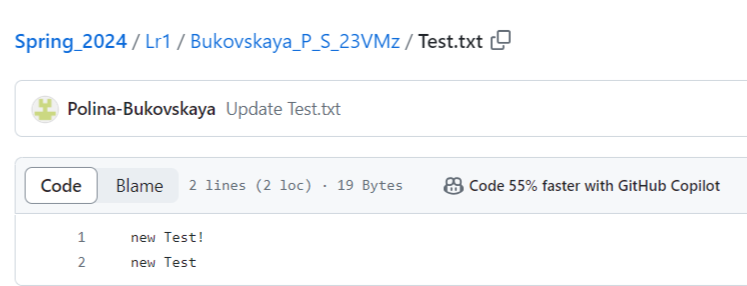 Spring_2024 / Lr1 / Bukovskaya_P_S_23VMz / Test.txt
Polina-Bukovskaya Update Test.txt
Code Blame 2 lines (2 loc) · 19 Bytes Code 55% faster with GitHub Copilot
1 new Test!
2 new Test